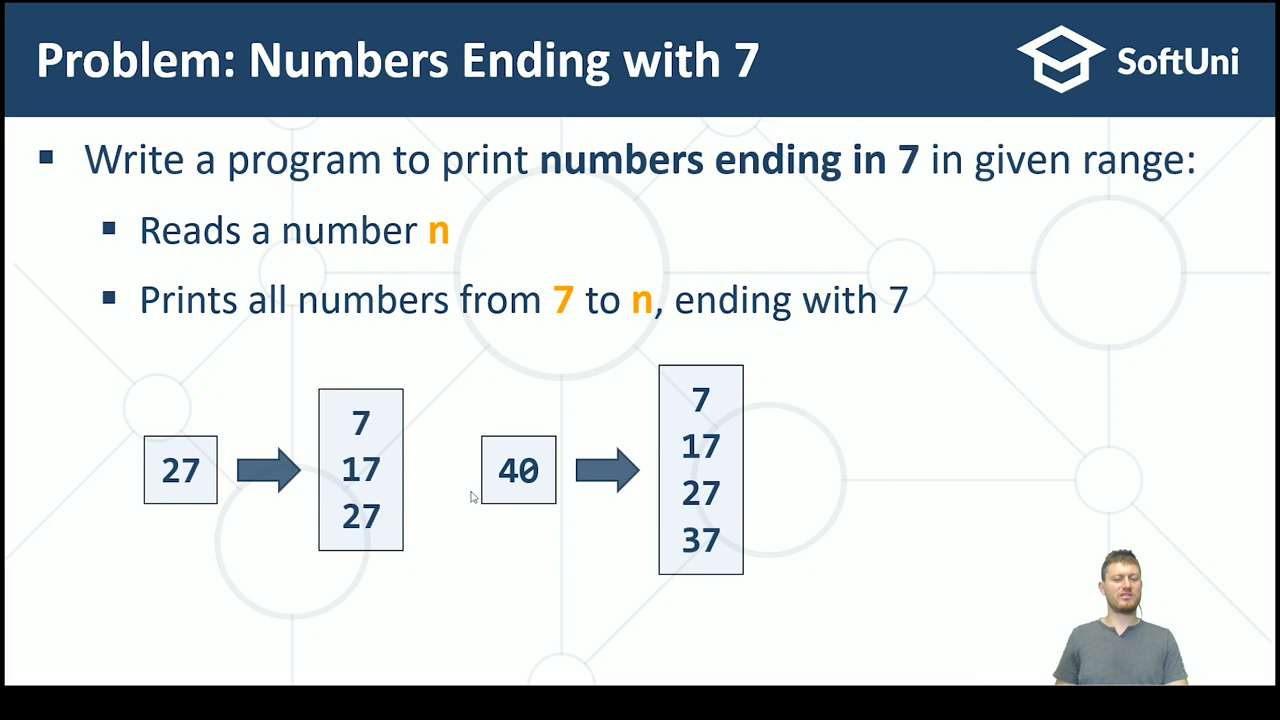 Problem: Numbers Ending with 7
SoftUni
▪ Write a program to print numbers ending in 7 in given range:
▪ Reads a number n
▪ Prints all numbers from 7 to n, ending with 7
27
7
17
27
40
7
17
27
37